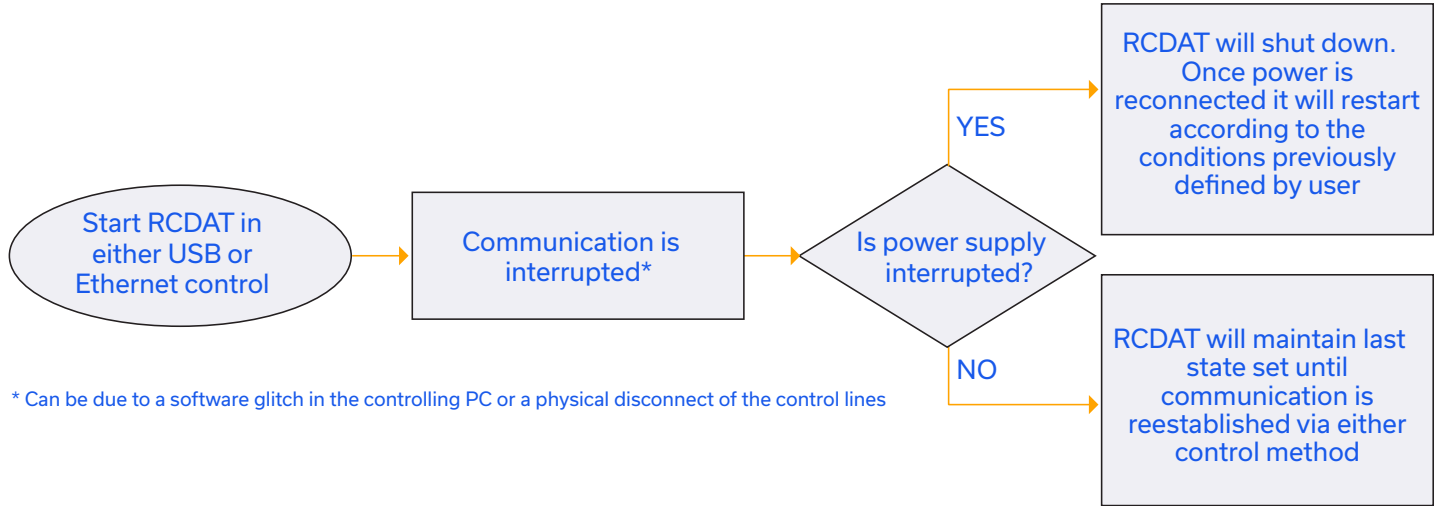 Start RCDAT in
either USB or
Ethernet control
Communication is
interrupted*
Is power supply
interrupted?
YES
RCDAT will shut down.
Once power is
reconnected it will restart
according to the
conditions previously
defined by user
NO
RCDAT will maintain last
state set until
communication is
reestablished via either
control method
* Can be due to a software glitch in the controlling PC or a physical disconnect of the control lines